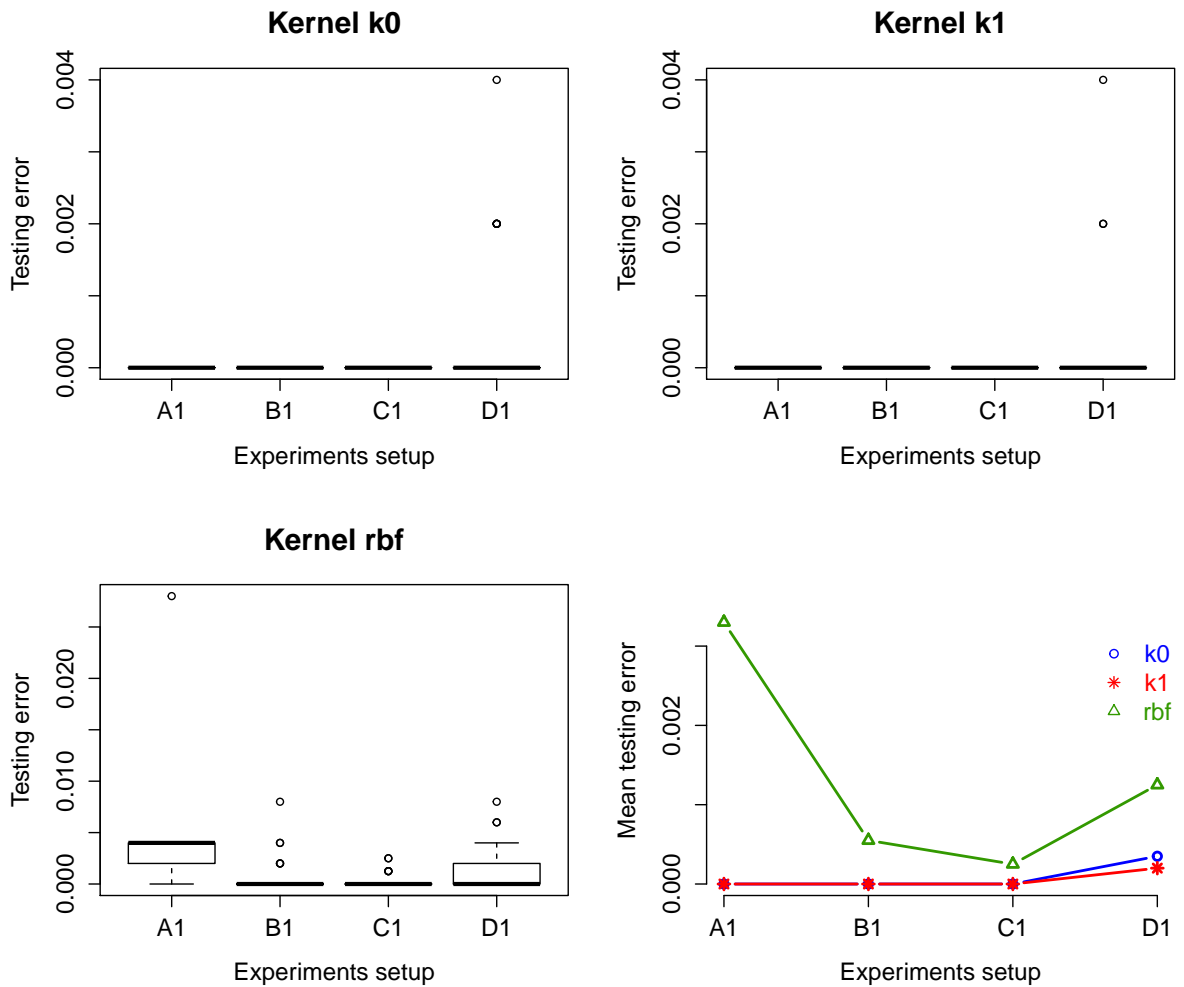 Kernel k0
Testing error
0.004
0.002
0.000
A1 B1 C1 D1
Experiments setup
Kernel k1
Testing error
0.004
0.002
0.000
A1 B1 C1 D1
Experiments setup
Kernel rbf
Testing error
0.020
0.010
0.000
A1 B1 C1 D1
Experiments setup
Mean testing error
0.002
0.000
k0
k1
rbf
A1 B1 C1 D1
Experiments setup